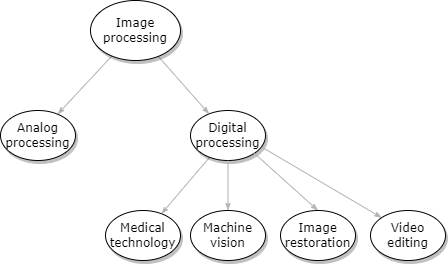 Image
processing
Analog
processing
Digital
processing
Medical
technology
Machine
vision
Image
restoration
Video
editing